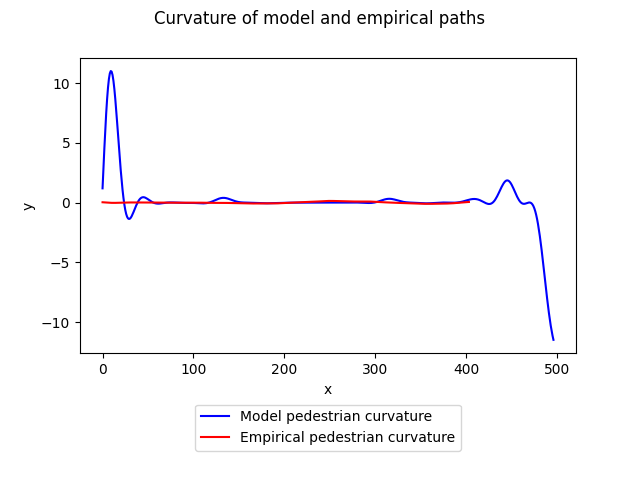 Curvature of model and empirical paths
10
5
0
−5
−10
y
0 100 200 300 400 500
x
Model pedestrian curvature
Empirical pedestrian curvature